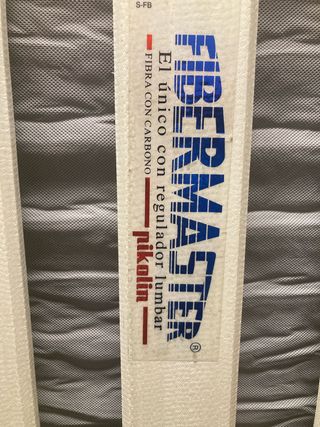 S-FB
FIBERMASTER®
El único con regulador lumbar
FIBRA CON CARBONO pikolin